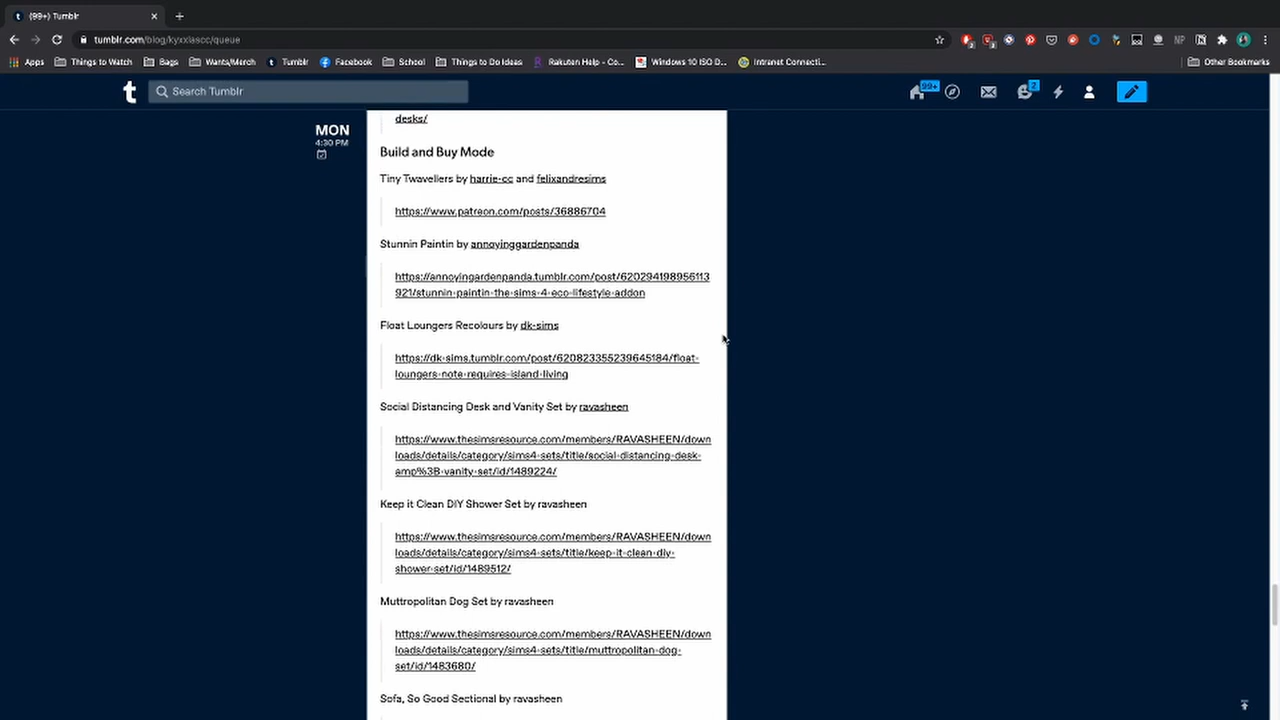 (99+) Tumblr
tumblr.com/blog/kyxxiascc/queue
Apps
Things to Watch
Bags
Wants/Merch
Tumblr
Facebook
School
Things to Do Ideas
Rakuten Help - Co...
Windows 10 ISO D...
Intranet Connecti...
Other Bookmarks
t
Search Tumblr
99+
2
MON
4:30 PM
desks/
Build and Buy Mode
Tiny Twavellers by harrie-cc and felixandresims
https://www.patreon.com/posts/36886704
Stunnin Paintin by annoyinggardenpanda
https://annoyingardenpanda.tumblr.com/post/620294198956113
921/stunnin-paintin-the-sims-4-eco-lifestyle-addon
Float Loungers Recolours by dk-sims
https://dk-sims.tumblr.com/post/620823355239645184/float-
loungers-note-requires-island-living
Social Distancing Desk and Vanity Set by ravasheen
https://www.thesimsresource.com/members/RAVASHEEN/down
loads/details/category/sims4-sets/title/social-distancing-desk-
amp%3B-vanity-set/id/1489224/
Keep it Clean DIY Shower Set by ravasheen
https://www.thesimsresource.com/members/RAVASHEEN/down
loads/details/category/sims4-sets/title/keep-it-clean-diy-
shower-set/id/1489512/
Muttropolitan Dog Set by ravasheen
https://www.thesimsresource.com/members/RAVASHEEN/down
loads/details/category/sims4-sets/title/muttropolitan-dog-
set/id/1483680/
Sofa, So Good Sectional by ravasheen